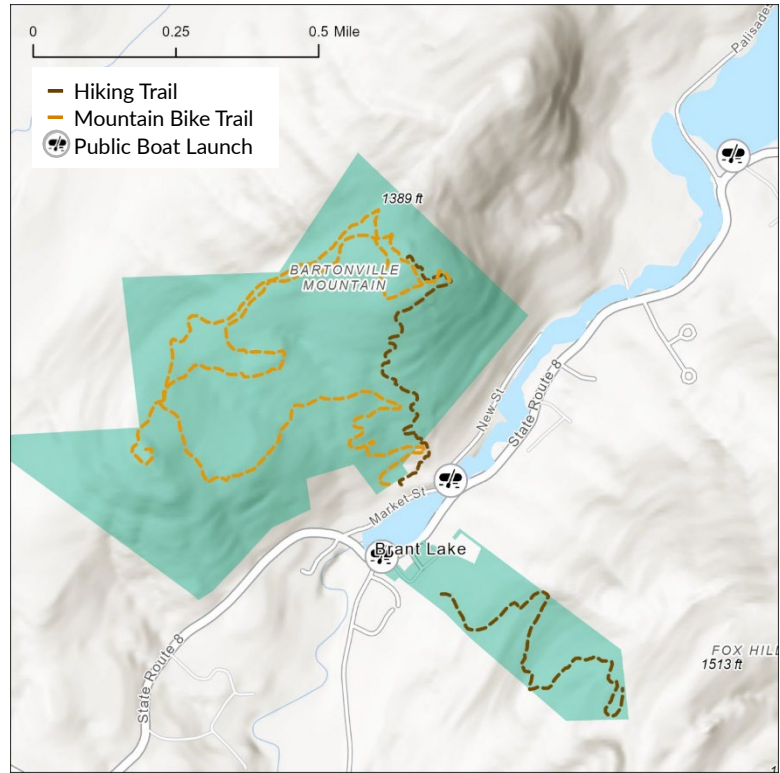 0 0.25 0.5 Mile
Hiking Trail
Mountain Bike Trail
Public Boat Launch
1389 ft
BARTONVILLE
MOUNTAIN
New St
State Route 8
Market St
Brant Lake
State Route 8
FOX HILL
1513 ft